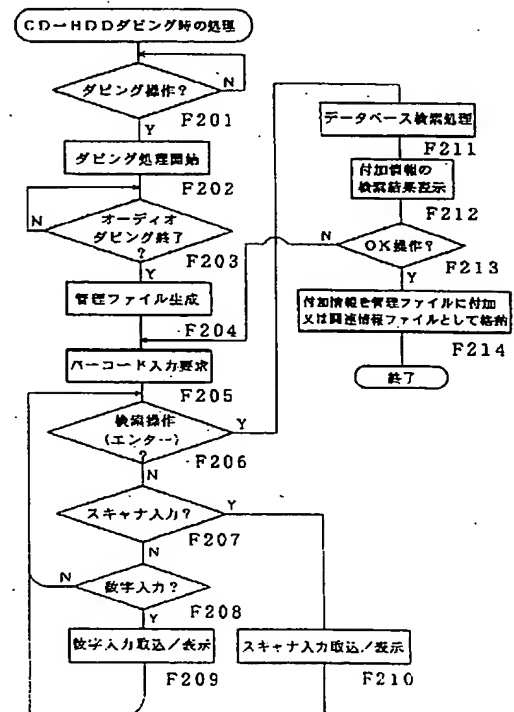 CD→HDDダビング時の処理
ダビング操作?
N
Y
F201
ダビング処理開始
F202
N
オーディオ
ダビング終了
?
F203
Y
管理ファイル生成
F204
バーコード入力要求
F205
検索操作
(エンター)
?
Y
F206
N
スキャナ入力?
Y
F207
N
N
数字入力?
F208
Y
数字入力取込/表示
F209
スキャナ入力取込/表示
F210
データベース検索処理
F211
付加情報の
検索結果表示
F212
N
OK操作?
F213
Y
付加情報を管理ファイルに付加
又は関連情報ファイルとして格納
F214
終了